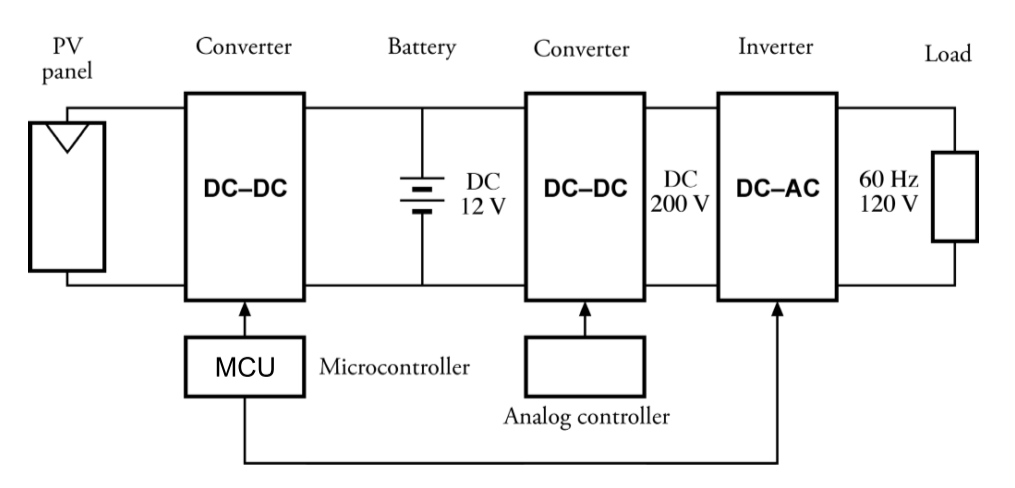 PV
panel
Converter
Battery
Converter
Inverter
Load
DC–DC
DC
12 V
DC–DC
DC
200 V
DC–AC
60 Hz
120 V
MCU
Microcontroller
Analog controller